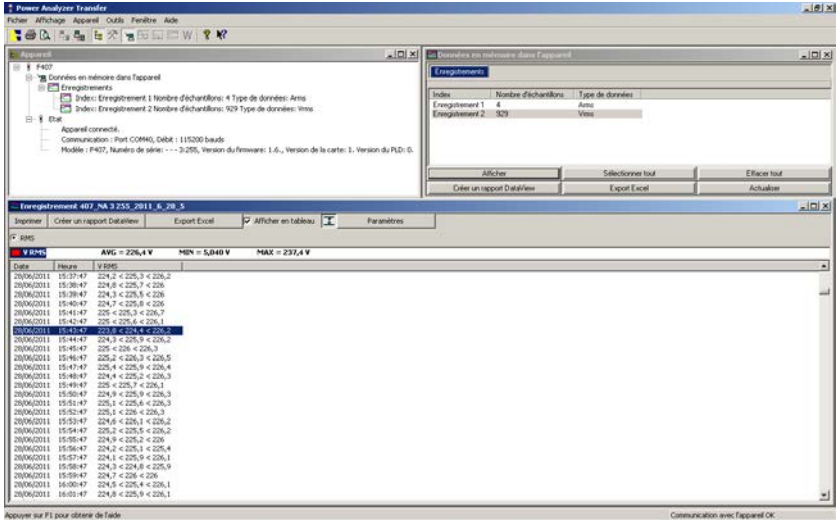 Power Analyzer Transfer
Fichier Affichage Appareil Outils Fenêtre Aide
Appareil
F407
Données en mémoire dans l'appareil
Enregistrements
Index: Enregistrement 1 Nombre d'échantillons: 4 Type de données: Arms
Index: Enregistrement 2 Nombre d'échantillons: 929 Type de données: Vrms
Etat
Appareil connecté.
Communication : Port COM40, Débit : 115200 bauds
Modèle : F407, Numéro de série: - - - 3:255, Version du firmware: 1.6., Version de la carte: 1. Version du PLD: 0.
Données en mémoire dans l'appareil
Enregistrements
Index Nombre d'échantillons Type de données
Enregistrement 1 4 Arms
Enregistrement 2 929 Vrms
Afficher Sélectionner tout Effacer tout
Créer un rapport DataView Export Excel Actualiser
Enregistrement 407_NA 3 255_2011_6_28_5
Imprimer Créer un rapport DataView Export Excel Afficher en tableau Paramètres
RMS
V RMS AVG = 226,4 V MIN = 5,040 V MAX = 237,4 V
Date Heure V RMS
28/06/2011 15:37:47 224,2 < 225,3 < 226,2
28/06/2011 15:38:47 224,8 < 225,7 < 226
28/06/2011 15:39:47 224,3 < 225,5 < 226
28/06/2011 15:40:47 224,7 < 225,8 < 226
28/06/2011 15:41:47 225 < 225,3 < 226,7
28/06/2011 15:42:47 225 < 225,6 < 226,1
28/06/2011 15:43:47 223,8 < 224,4 < 226,2
28/06/2011 15:44:47 224,3 < 225,9 < 226,2
28/06/2011 15:45:47 225 < 226 < 226,3
28/06/2011 15:46:47 225,2 < 226,3 < 226,5
28/06/2011 15:47:47 225,4 < 225,9 < 226,4
28/06/2011 15:48:47 224,4 < 225,2 < 226,3
28/06/2011 15:49:47 225 < 225,7 < 226,1
28/06/2011 15:50:47 224,9 < 225,9 < 226,3
28/06/2011 15:51:47 225,1 < 225,6 < 226,3
28/06/2011 15:52:47 225,1 < 226 < 226,3
28/06/2011 15:53:47 224,6 < 226,1 < 226,2
28/06/2011 15:54:47 225,2 < 225,5 < 226,2
28/06/2011 15:55:47 224,9 < 225,2 < 226
28/06/2011 15:56:47 224,2 < 225,1 < 225,4
28/06/2011 15:57:47 224,1 < 225,9 < 226,1
28/06/2011 15:58:47 224,3 < 224,8 < 225,9
28/06/2011 15:59:47 224,7 < 226 < 226
28/06/2011 16:00:47 224,5 < 225,4 < 226,1
28/06/2011 16:01:47 224,8 < 225,9 < 226,1
Appuyer sur F1 pour obtenir de l'aide Communication avec l'appareil OK